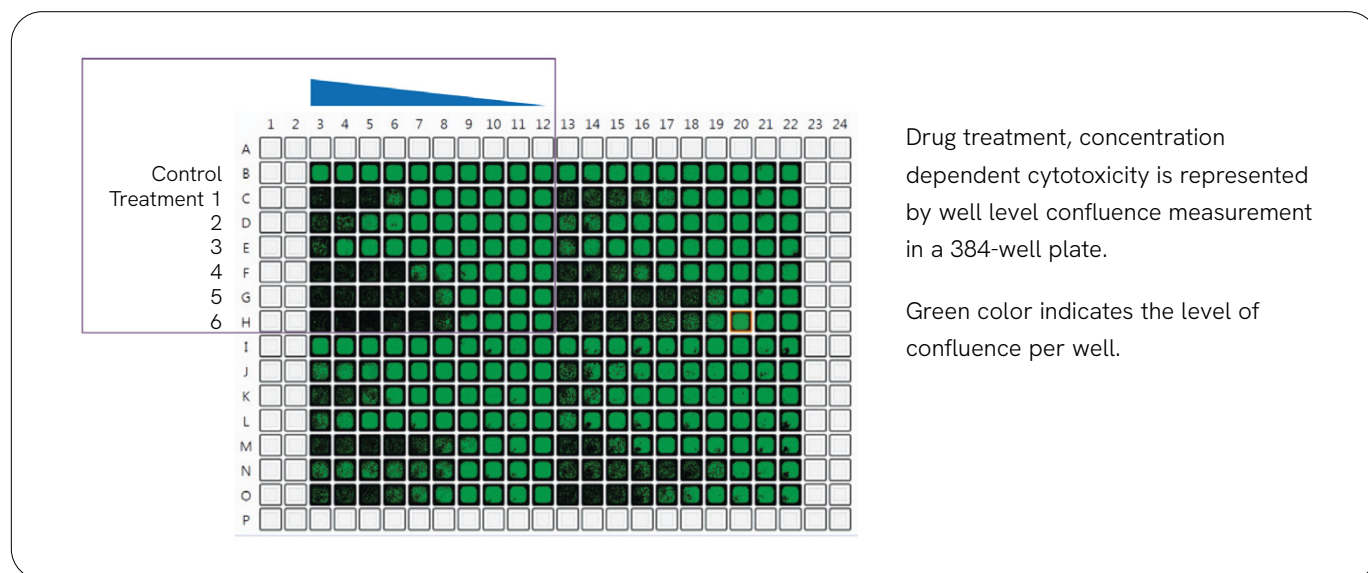 1 2 3 4 5 6 7 8 9 10 11 12 13 14 15 16 17 18 19 20 21 22 23 24
A
Control B
Treatment 1 C
2 D
3 E
4 F
5 G
6 H
I
J
K
L
M
N
O
P
Drug treatment, concentration
dependent cytotoxicity is represented
by well level confluence measurement
in a 384-well plate.
Green color indicates the level of
confluence per well.